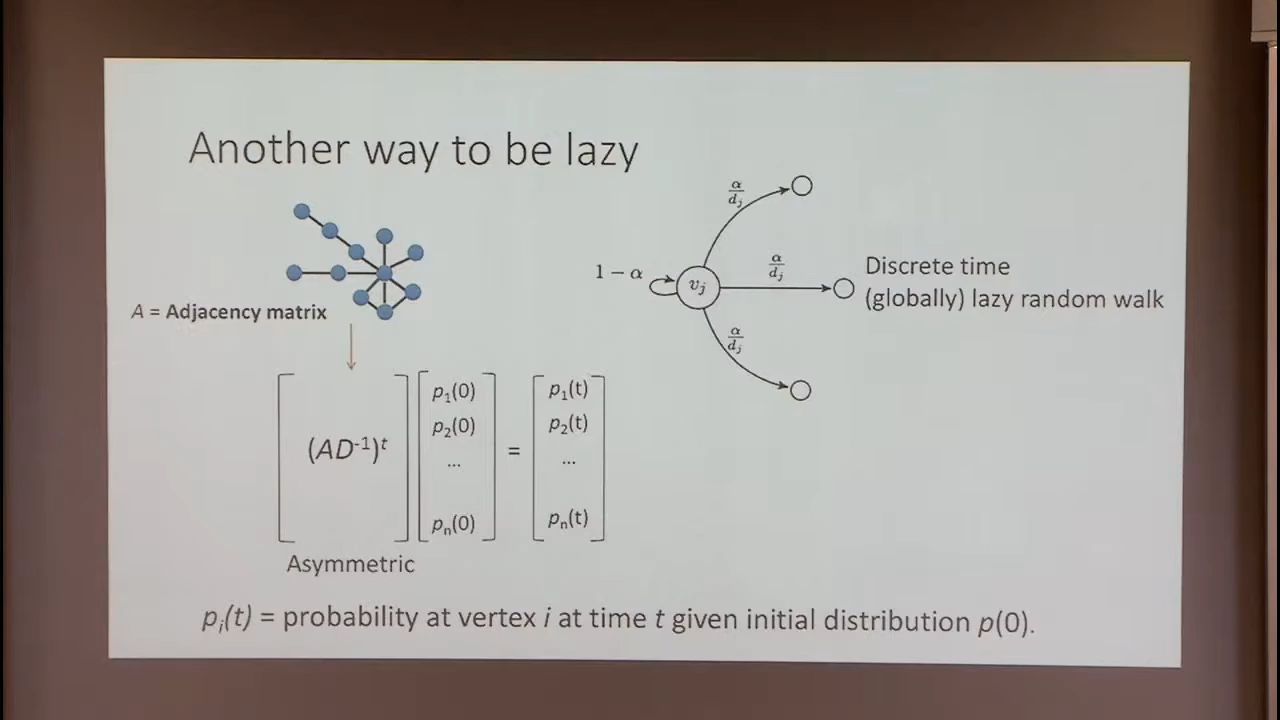 Another way to be lazy
α/dⱼ
1 − α
vⱼ
α/dⱼ
α/dⱼ
Discrete time
(globally) lazy random walk
A = Adjacency matrix
(AD⁻¹)ᵗ
p₁(0)
p₂(0)
...
pₙ(0)
=
p₁(t)
p₂(t)
...
pₙ(t)
Asymmetric
pᵢ(t) = probability at vertex i at time t given initial distribution p(0).